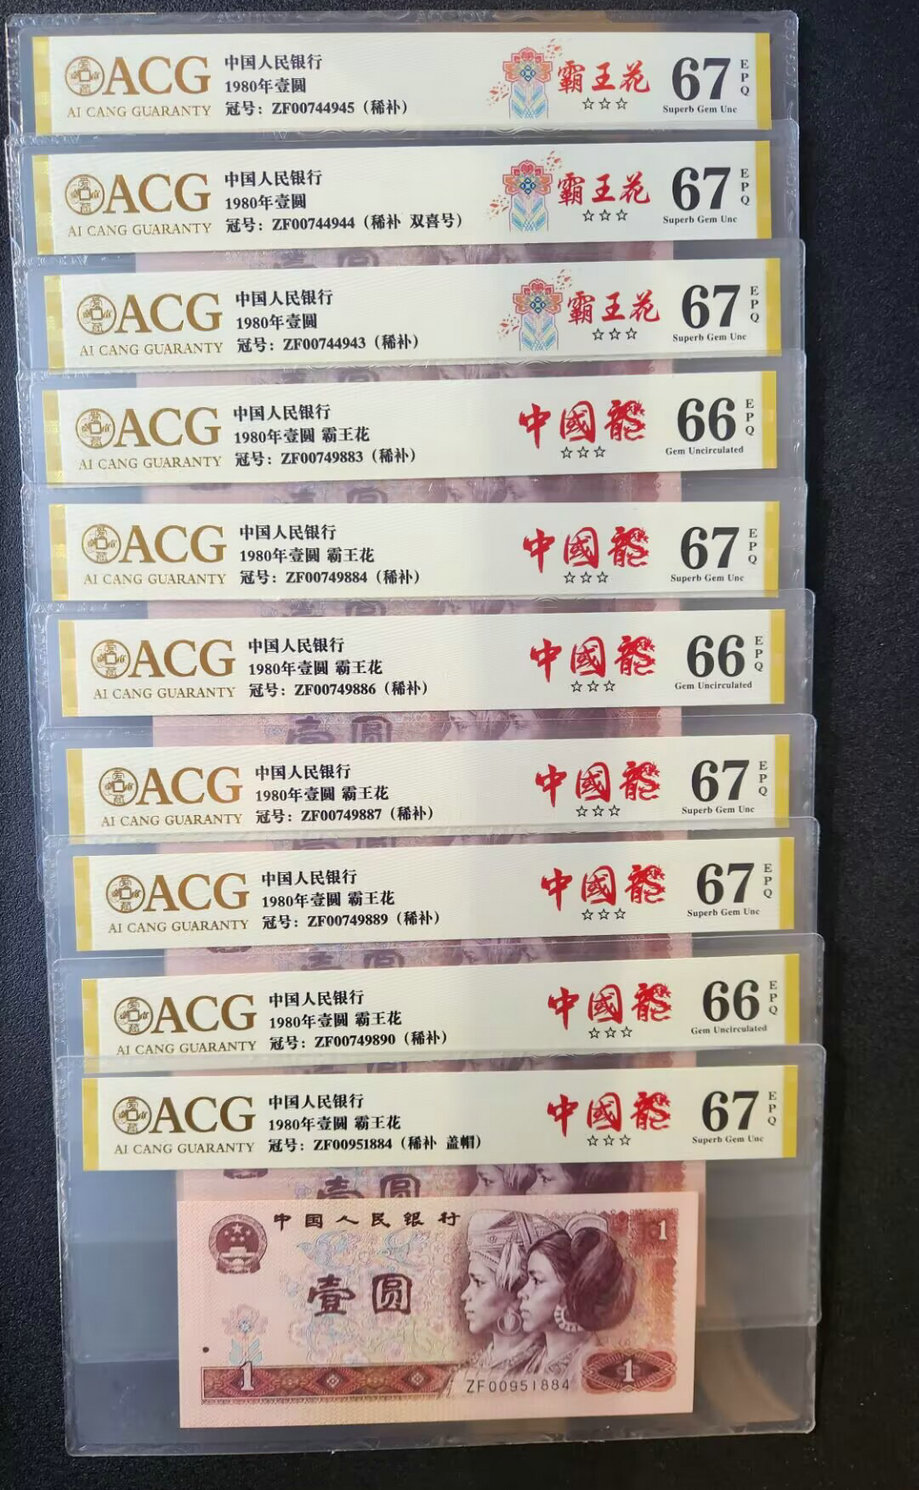 ACG
AI CANG GUARANTY
中国人民银行
1980年壹圆
冠号：ZF00744945（稀补）
霸王花
☆☆☆
67
EPQ
Superb Gem Unc
ACG
AI CANG GUARANTY
中国人民银行
1980年壹圆
冠号：ZF00744944（稀补 双喜号）
霸王花
☆☆☆
67
EPQ
Superb Gem Unc
ACG
AI CANG GUARANTY
中国人民银行
1980年壹圆
冠号：ZF00744943（稀补）
霸王花
☆☆☆
67
EPQ
Superb Gem Unc
ACG
AI CANG GUARANTY
中国人民银行
1980年壹圆 霸王花
冠号：ZF00749883（稀补）
中國龍
☆☆☆
66
EPQ
Gem Uncirculated
ACG
AI CANG GUARANTY
中国人民银行
1980年壹圆 霸王花
冠号：ZF00749884（稀补）
中國龍
☆☆☆
67
EPQ
Superb Gem Unc
ACG
AI CANG GUARANTY
中国人民银行
1980年壹圆 霸王花
冠号：ZF00749886（稀补）
中國龍
☆☆☆
66
EPQ
Gem Uncirculated
壹圆
ACG
AI CANG GUARANTY
中国人民银行
1980年壹圆 霸王花
冠号：ZF00749887（稀补）
中國龍
☆☆☆
67
EPQ
Superb Gem Unc
ACG
AI CANG GUARANTY
中国人民银行
1980年壹圆 霸王花
冠号：ZF00749889（稀补）
中國龍
☆☆☆
67
EPQ
Superb Gem Unc
ACG
AI CANG GUARANTY
中国人民银行
1980年壹圆 霸王花
冠号：ZF00749890（稀补）
中國龍
☆☆☆
66
EPQ
Gem Uncirculated
ACG
AI CANG GUARANTY
中国人民银行
1980年壹圆 霸王花
冠号：ZF00951884（稀补 盖帽）
中國龍
☆☆☆
67
EPQ
Superb Gem Unc
壹圆
中国人民银行
1
壹圆
1
ZF00951884
1